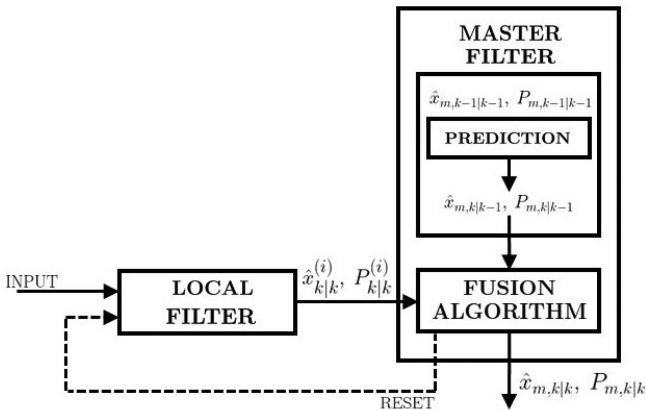 MASTER
FILTER
x̂_{m,k-1|k-1}, P_{m,k-1|k-1}
PREDICTION
x̂_{m,k|k-1}, P_{m,k|k-1}
INPUT
LOCAL
FILTER
x̂^{(i)}_{k|k}, P^{(i)}_{k|k}
FUSION
ALGORITHM
RESET
x̂_{m,k|k}, P_{m,k|k}